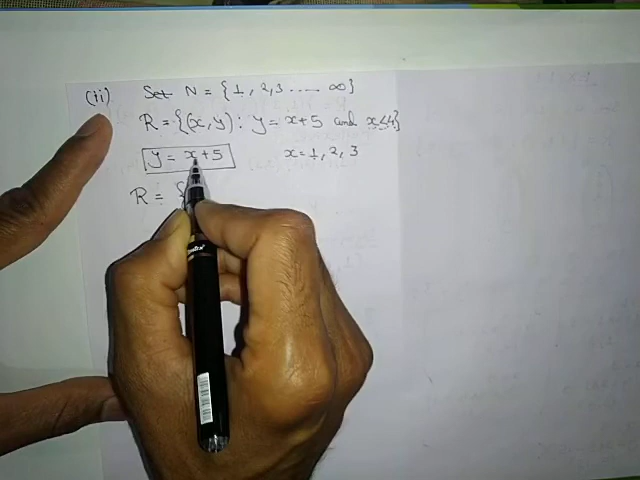 (ii) Set N = {1, 2, 3 ..... ∞}
R = {(x, y) : y = x+5 and x<4}
y = x+5 x = 1, 2, 3
R = {